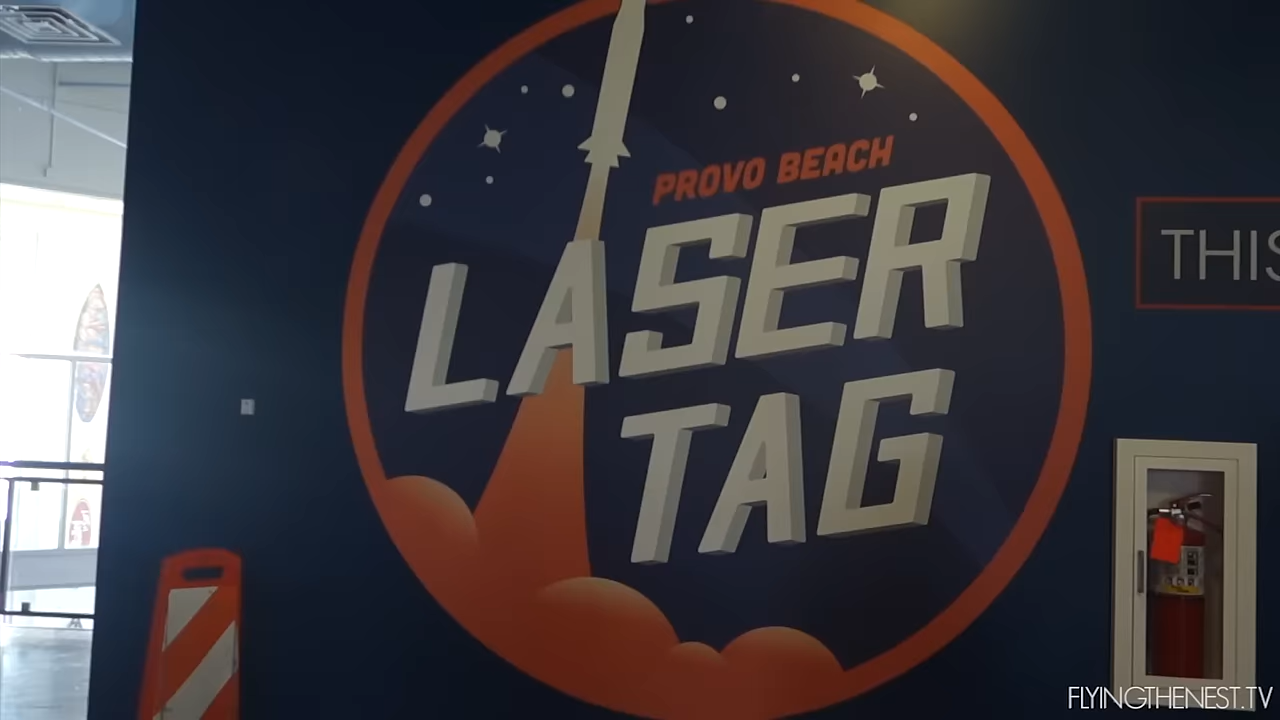 PROVO BEACH
LASER
TAG
THIS
FLYINGTHENEST.TV